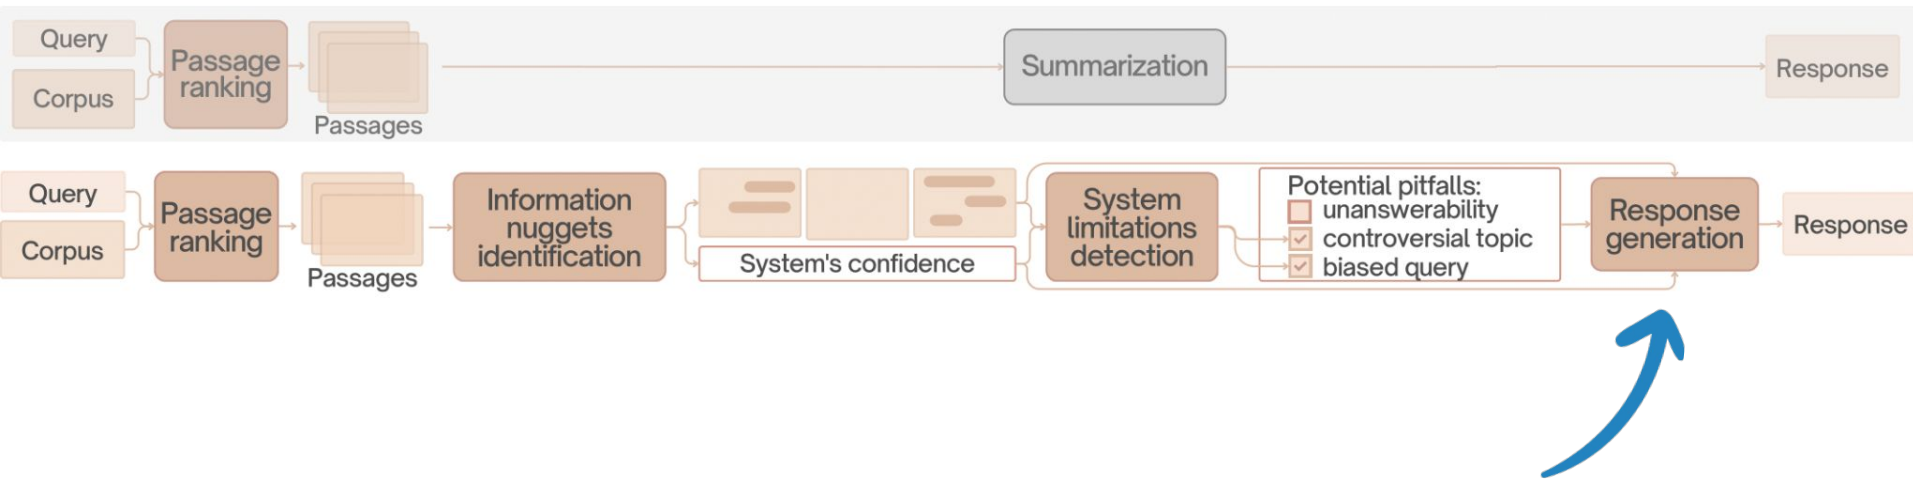 Query
Corpus
Passage
ranking
Passages
Summarization
Response
Query
Corpus
Passage
ranking
Passages
Information
nuggets
identification
System's confidence
System
limitations
detection
Potential pitfalls:
unanswerability
controversial topic
biased query
Response
generation
Response